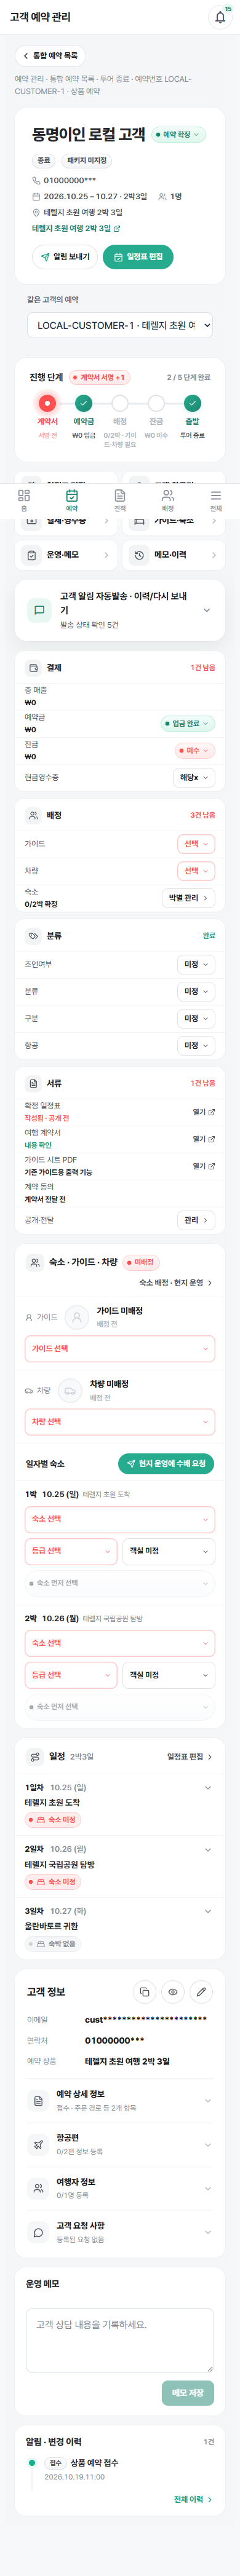 고객 예약 관리
15
통합 예약 목록
예약 관리 · 통합 예약 목록 · 투어 종료 · 예약번호 LOCAL-
CUSTOMER-1 · 상품 예약
동명이인 로컬 고객
예약 확정
종료
패키지 미지정
01000000***
2026.10.25 – 10.27 · 2박3일
1명
테렐지 초원 여행 2박 3일
테렐지 초원 여행 2박 3일
알림 보내기
일정표 편집
같은 고객의 예약
LOCAL-CUSTOMER-1 · 테렐지 초원 여
진행 단계
계약서 서명 +1
2 / 5 단계 완료
계약서
예약금
배정
잔금
출발
서명 전
₩0 입금
0/2박 · 가이드·차량 필요
₩0 미수
투어 종료
홈
예약
견적
배정
전체
결제·영수증
가이드·숙소
운영·메모
메모·이력
고객 알림 자동발송 · 이력/다시 보내
기
발송 상태 확인 5건
결제
1건 남음
총 매출
₩0
예약금
₩0
입금 완료
잔금
₩0
미수
현금영수증
해당x
배정
3건 남음
가이드
선택
차량
선택
숙소
0/2박 확정
박별 관리
분류
완료
초인여부
미정
분류
미정
구분
미정
항공
미정
서류
1건 남음
확정 일정표
작성됨 · 공개 전
열기
여행 계약서
내용 확인
열기
가이드 시트 PDF
기존 가이드용 출력 기능
열기
계약 동의
계약서 전달 전
공개·전달
관리
숙소 · 가이드 · 차량
미배정
숙소 배정 · 현지 운영
가이드
가이드 미배정
배정 전
가이드 선택
차량
차량 미배정
배정 전
차량 선택
일자별 숙소
현지 운영에 수배 요청
1박 10.25 (일) 테렐지 초원 도착
숙소 선택
등급 선택
객실 미정
숙소 먼저 선택
2박 10.26 (월) 테렐지 국립공원 탐방
숙소 선택
등급 선택
객실 미정
숙소 먼저 선택
일정 2박3일
일정표 편집
1일차 10.25 (일)
테렐지 초원 도착
숙소 미정
2일차 10.26 (월)
테렐지 국립공원 탐방
숙소 미정
3일차 10.27 (화)
울란바토르 귀환
숙박 없음
고객 정보
이메일
cust***********************
연락처
01000000***
예약 상품
테렐지 초원 여행 2박 3일
예약 상세 정보
접수 · 주문 경로 등 2개 항목
항공편
0/2편 정보 등록
여행자 정보
0/1명 등록
고객 요청 사항
등록된 요청 없음
운영 메모
고객 상담 내용을 기록하세요.
메모 저장
알림 · 변경 이력
1건
접수
상품 예약 접수
2026.10.19.11:00
전체 이력